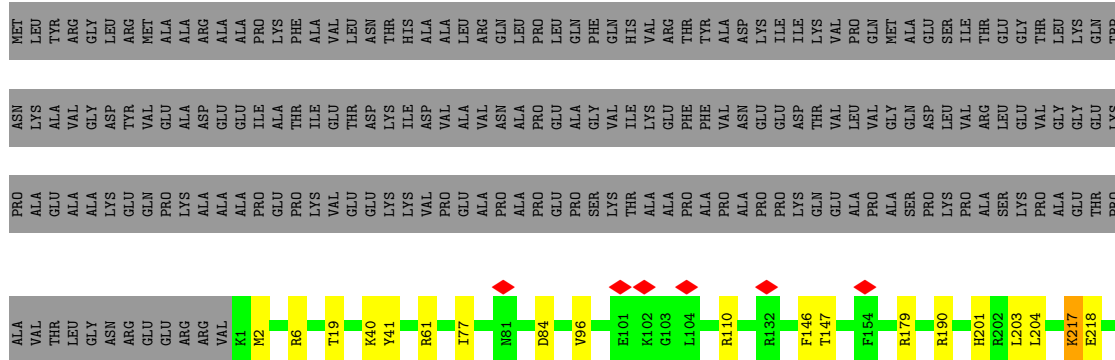 MET LEU TYR ARG GLY LEU ARG MET ALA ALA ARG ALA ALA PRO LYS PHE ALA VAL LEU ASN THR HIS ALA ALA LEU ARG GLN LEU PRO LEU GLN PHE GLN HIS VAL ARG THR TYR ALA ASP LYS ILE ILE LYS VAL PRO GLN MET ALA GLU SER ILE THR GLU GLY THR LEU LYS GLN TRP
ASN LYS ALA VAL GLY ASP TYR VAL GLU ALA ASP GLU GLU ILE ALA THR ILE GLU THR ASP LYS ILE ASP VAL ALA VAL ASN ALA PRO GLU ALA GLY VAL ILE LYS GLU PHE PHE VAL ASN GLU GLU ASP THR VAL LEU VAL GLY GLN ASP LEU VAL ARG LEU GLU VAL GLY GLY GLU LYS
PRO ALA GLU ALA ALA LYS GLU GLN PRO LYS ALA ALA ALA PRO GLU PRO LYS VAL GLU GLU LYS LYS VAL PRO GLU ALA PRO ALA PRO GLU PRO SER LYS THR ALA ALA PRO ALA PRO ALA ASN PRO PRO LYS GLN GLU ALA PRO ALA SER PRO LYS PRO ALA SER LYS PRO ALA GLU THR PRO
ALA VAL THR LEU GLY ASN ARG GLU GLU ARG ARG VAL K1 M2 R6 T19 K40 Y41 R61 I77 N81 D84 V96 E101 K102 G103 L104 R110 R132 F146 T147 F154 R179 R190 H201 R202 L203 L204 K217 E218